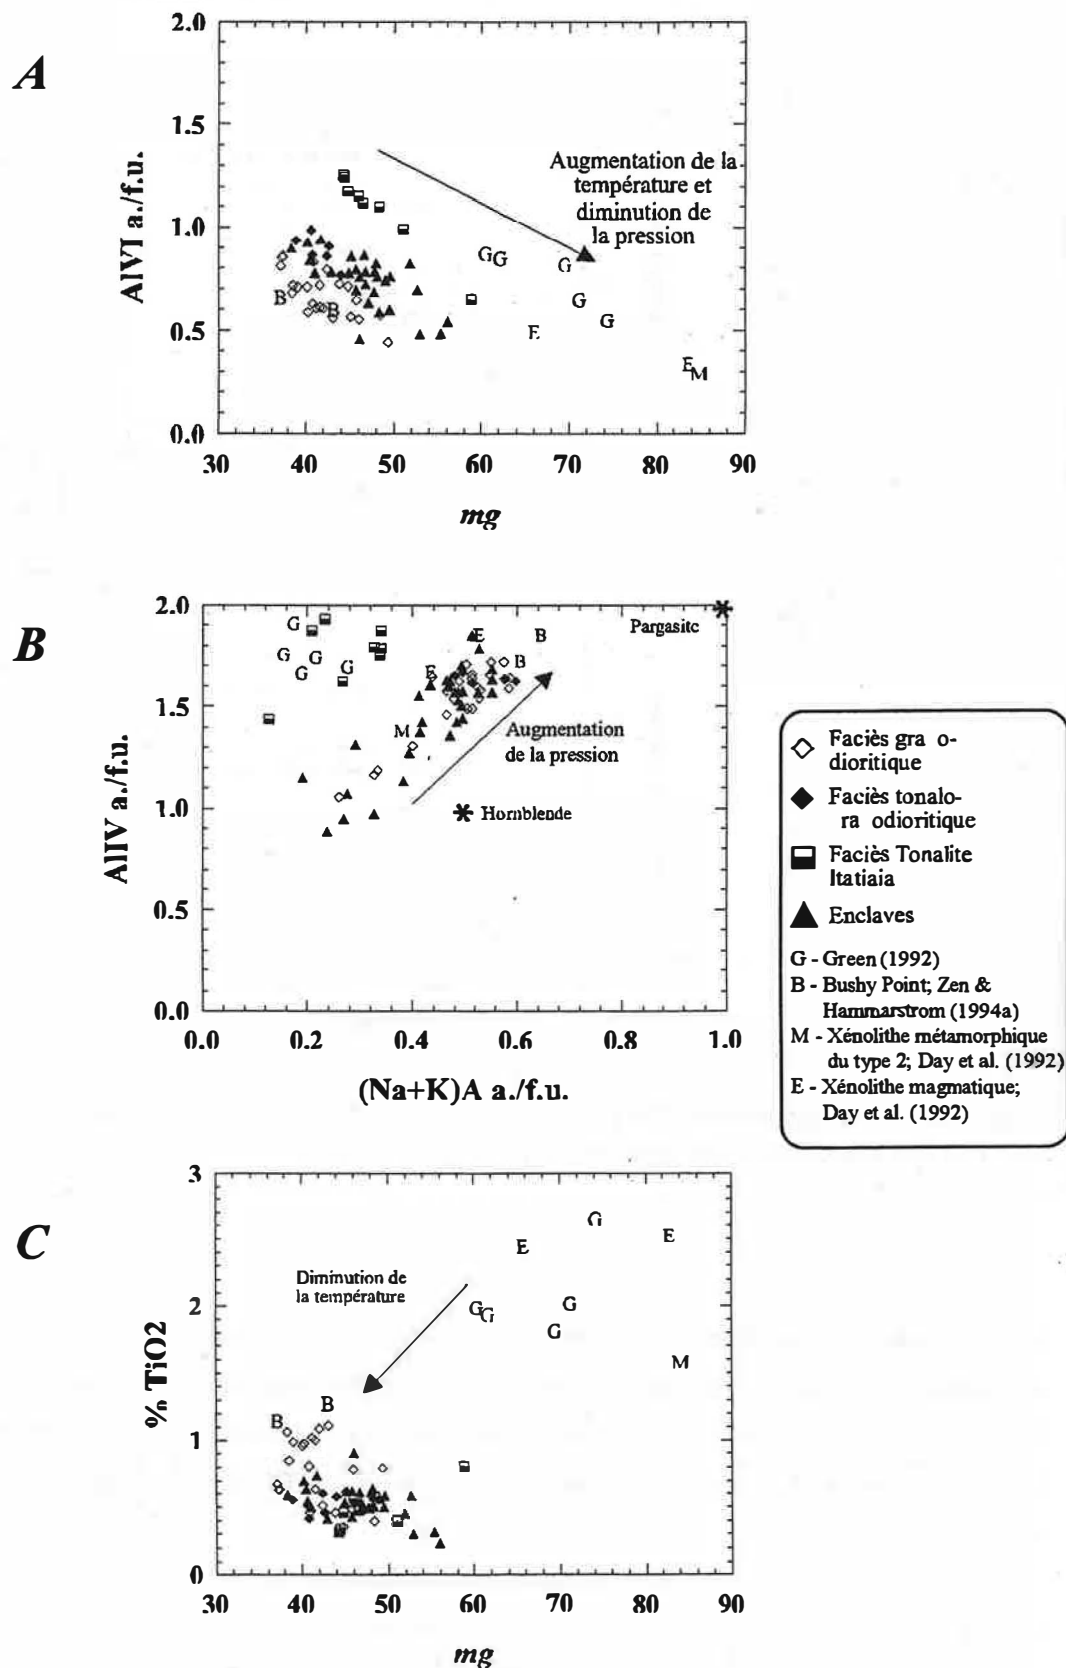 A
2.0
1.5
1.0
0.5
0.0
AlVI a./f.u.
Augmentation de la
température et
diminution de
la pression
G G
G
G
G
E
E
M
B
B
30 40 50 60 70 80 90
mg
B
2.0
1.5
1.0
0.5
0.0
AlIV a./f.u.
Pargasite
G
G
G
G
G
E
B
E
B
M
Augmentation
de la pression
Hornblende
0.0 0.2 0.4 0.6 0.8 1.0
(Na+K)A a./f.u.
Faciès gra o-
dioritique
Faciès tonalo-
ra odioritique
Faciès Tonalite
Itatiaia
Enclaves
G - Green (1992)
B - Bushy Point; Zen &
Hammarstrom (1994a)
M - Xénolithe métamorphique
du type 2; Day et al. (1992)
E - Xénolithe magmatique;
Day et al. (1992)
C
3
2
1
0
% TiO2
G
E
E
Diminution de
la température
G G
G
G
M
B
B
30 40 50 60 70 80 90
mg